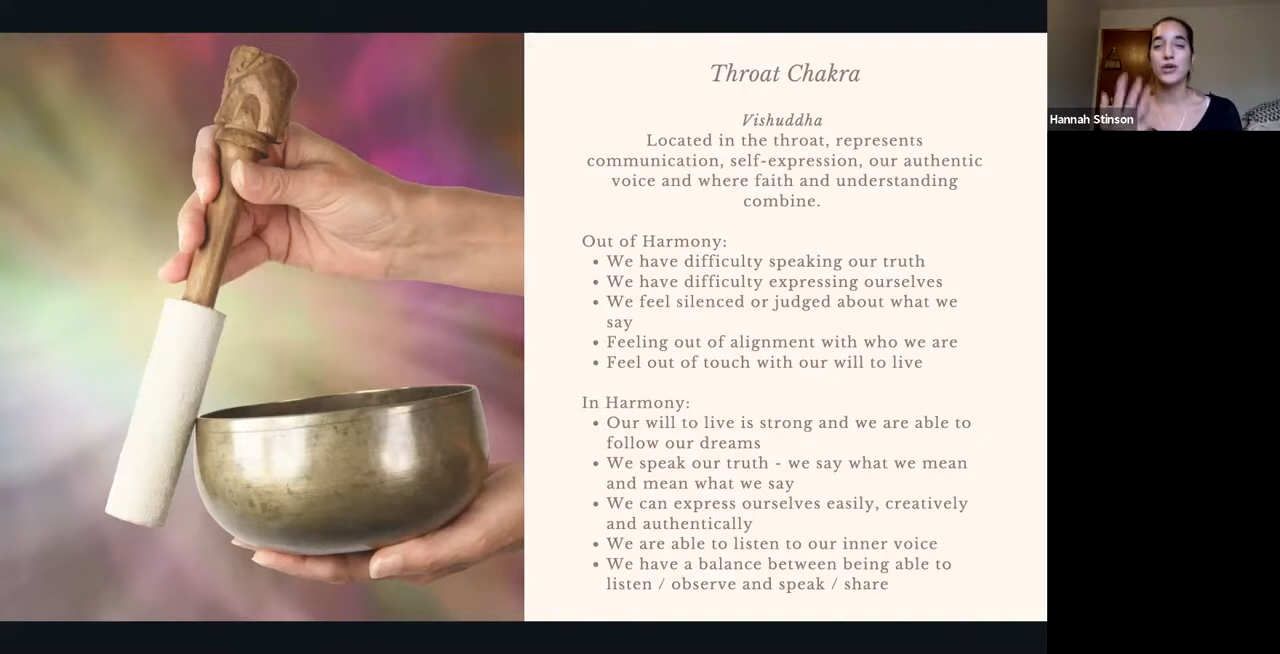 Throat Chakra
Vishuddha
Located in the throat, represents
communication, self-expression, our authentic
voice and where faith and understanding
combine.
Out of Harmony:
• We have difficulty speaking our truth
• We have difficulty expressing ourselves
• We feel silenced or judged about what we
say
• Feeling out of alignment with who we are
• Feel out of touch with our will to live
In Harmony:
• Our will to live is strong and we are able to
follow our dreams
• We speak our truth - we say what we mean
and mean what we say
• We can express ourselves easily, creatively
and authentically
• We are able to listen to our inner voice
• We have a balance between being able to
listen / observe and speak / share
Hannah Stinson